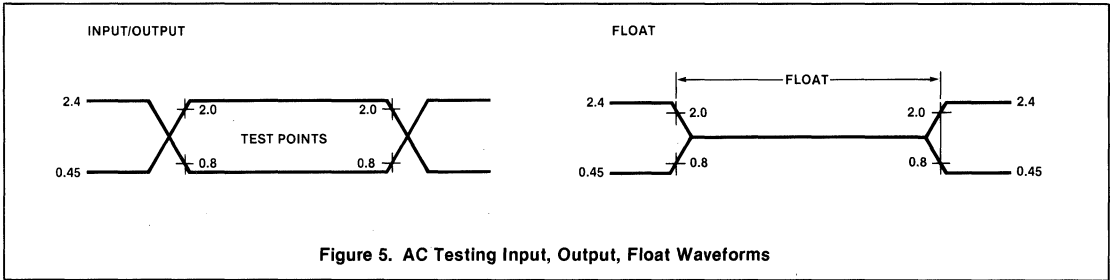 INPUT/OUTPUT
2.4
2.0
2.0
TEST POINTS
0.8
0.8
0.45
FLOAT
FLOAT
2.4
2.0
2.0
2.4
0.8
0.8
0.45
0.45
Figure 5. AC Testing Input, Output, Float Waveforms